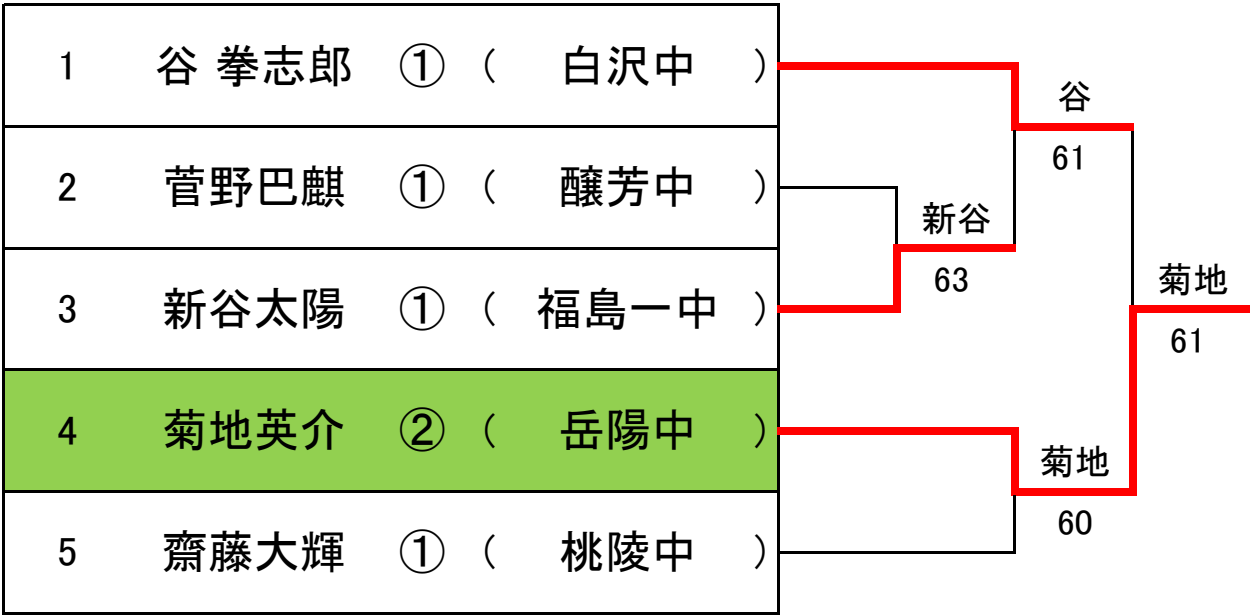 1 谷 拳志郎 ① ( 白沢中 )
谷
61
2 菅野巴麒 ① ( 醸芳中 )
新谷
63
3 新谷太陽 ① ( 福島一中 )
菊地
61
4 菊地英介 ② ( 岳陽中 )
菊地
60
5 齋藤大輝 ① ( 桃陵中 )